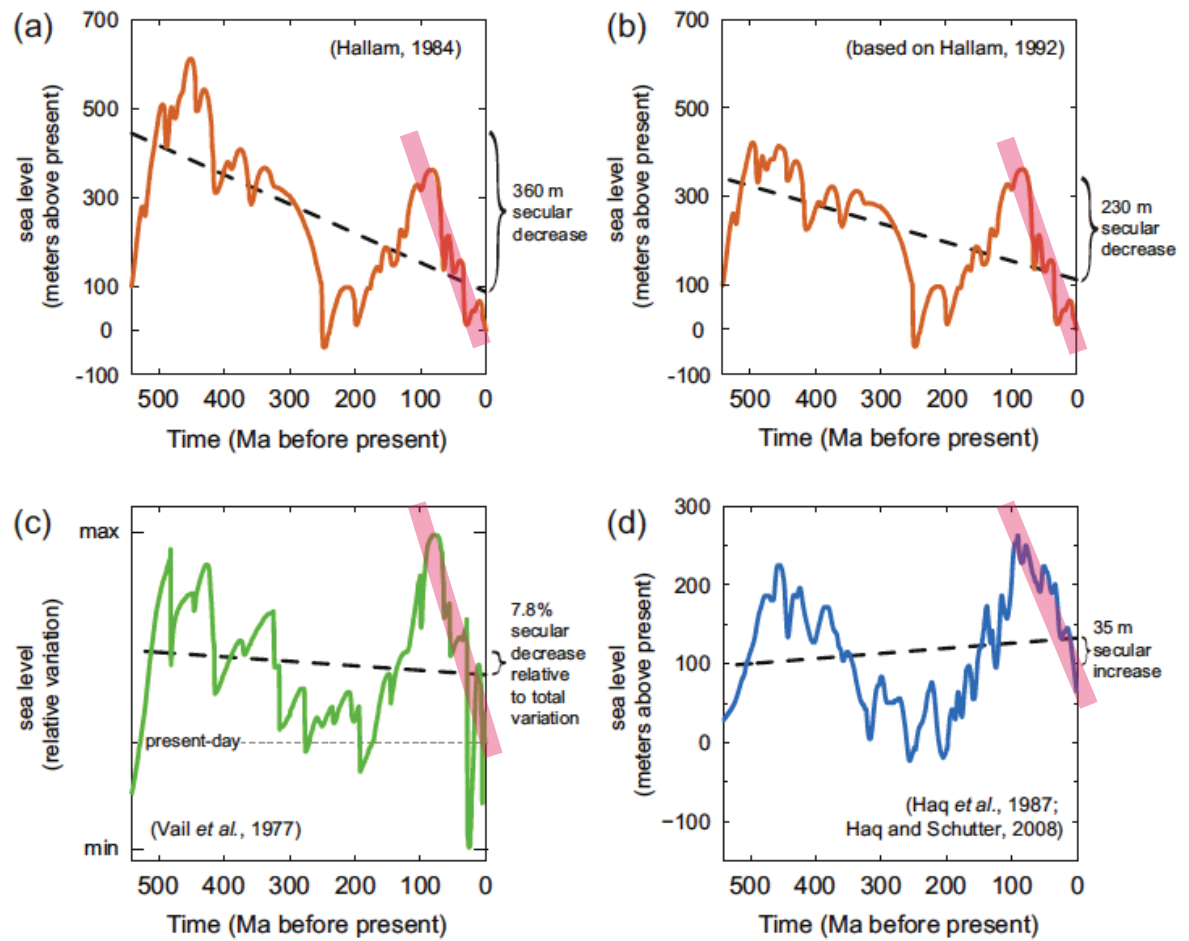 (a)
(Hallam, 1984)
700
500
300
100
0
-100
sea level
(meters above present)
360 m
secular
decrease
500 400 300 200 100 0
Time (Ma before present)
(b)
(based on Hallam, 1992)
700
500
300
100
0
-100
sea level
(meters above present)
230 m
secular
decrease
500 400 300 200 100 0
Time (Ma before present)
(c)
max
min
sea level
(relative variation)
present-day
(Vail et al., 1977)
7.8%
secular
decrease
relative
to total
variation
500 400 300 200 100 0
Time (Ma before present)
(d)
300
200
100
0
−100
sea level
(meters above present)
35 m
secular
increase
(Haq et al., 1987;
Haq and Schutter, 2008)
500 400 300 200 100 0
Time (Ma before present)